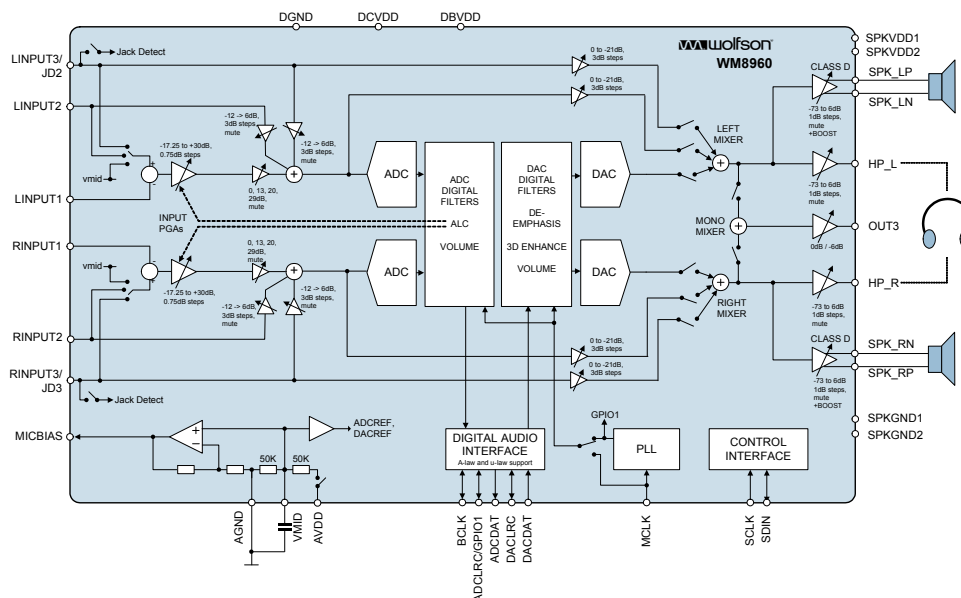 DGND
DCVDD
DBVDD
wolfson
WM8960
SPKVDD1
SPKVDD2
LINPUT3/
JD2
Jack Detect
0 to -21dB,
3dB steps
0 to -21dB,
3dB steps
CLASS D
SPK_LP
SPK_LN
-73 to 6dB
1dB steps,
mute
+BOOST
LINPUT2
-12 -> 6dB,
3dB steps,
mute
-12 -> 6dB,
3dB steps,
mute
LEFT
MIXER
vmid
+
-
-17.25 to +30dB,
0.75dB steps
0, 13, 20,
29dB,
mute
ADC
ADC
DIGITAL
FILTERS
ALC
VOLUME
DAC
DIGITAL
FILTERS
DE-
EMPHASIS
3D ENHANCE
VOLUME
DAC
HP_L
-73 to 6dB
1dB steps,
mute
LINPUT1
INPUT
PGAs
MONO
MIXER
OUT3
0dB / -6dB
RINPUT1
vmid
+
-
-17.25 to +30dB,
0.75dB steps
0, 13, 20,
29dB,
mute
-12 -> 6dB,
3dB steps,
mute
-12 -> 6dB,
3dB steps,
mute
ADC
DAC
RIGHT
MIXER
HP_R
-73 to 6dB
1dB steps,
mute
RINPUT2
0 to -21dB,
3dB steps
0 to -21dB,
3dB steps
CLASS D
SPK_RN
SPK_RP
-73 to 6dB
1dB steps,
mute
+BOOST
RINPUT3/
JD3
Jack Detect
SPKGND1
SPKGND2
MICBIAS
+
-
ADCREF,
DACREF
50K
50K
DIGITAL AUDIO
INTERFACE
A-law and u-law support
GPIO1
PLL
CONTROL
INTERFACE
AGND
VMID
AVDD
BCLK
ADCLRC/GPIO1
ADCDAT
DACLRC
DACDAT
MCLK
SCLK
SDIN